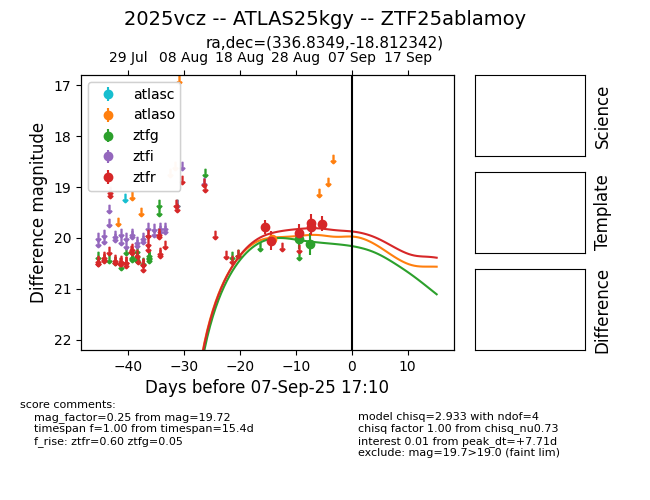 2025vcz -- ATLAS25kgy -- ZTF25ablamoy
ra,dec=(336.8349,-18.812342)
29 Jul 08 Aug 18 Aug 28 Aug 07 Sep 17 Sep
atlasc
atlaso
ztfg
ztfi
ztfr
17
18
19
20
21
22
Difference magnitude
−40 −30 −20 −10 0 10
Days before 07-Sep-25 17:10
Science
Template
Difference
score comments:
mag_factor=0.25 from mag=19.72
timespan f=1.00 from timespan=15.4d
f_rise: ztfr=0.60 ztfg=0.05
model chisq=2.933 with ndof=4
chisq factor 1.00 from chisq_nu0.73
interest 0.01 from peak_dt=+7.71d
exclude: mag=19.7>19.0 (faint lim)